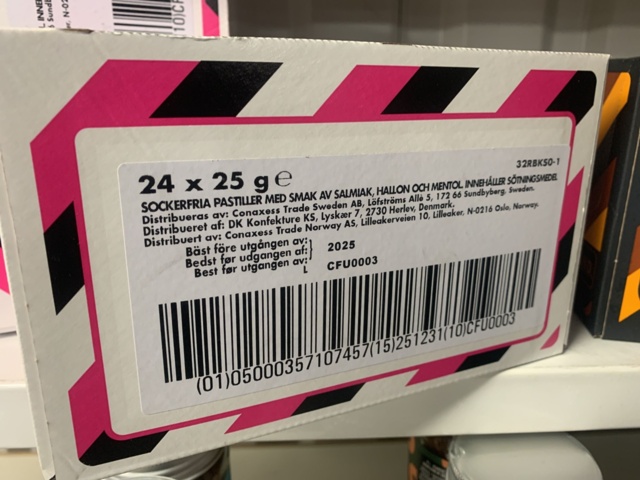 32RBKS0-1
24 x 25 g ℮
SOCKERFRIA PASTILLER MED SMAK AV SALMIAK, HALLON OCH MENTOL. INNEHÅLLER SÖTNINGSMEDEL
Distribueras av: Conaxess Trade Sweden AB, Löfströms Allé 5, 172 66 Sundbyberg, Sweden.
Distribueret af: DK Konfekture KS, Lyskær 7, 2730 Herlev, Denmark.
Distribuert av: Conaxess Trade Norway AS, Lilleakerveien 10, Lilleaker, N-0216 Oslo, Norway.
Bäst före utgången av:
Bedst før udgangen af: 2025
Best før utgangen av:
L CFU0003
(01)05000357107457(15)251231(10)CFU0003